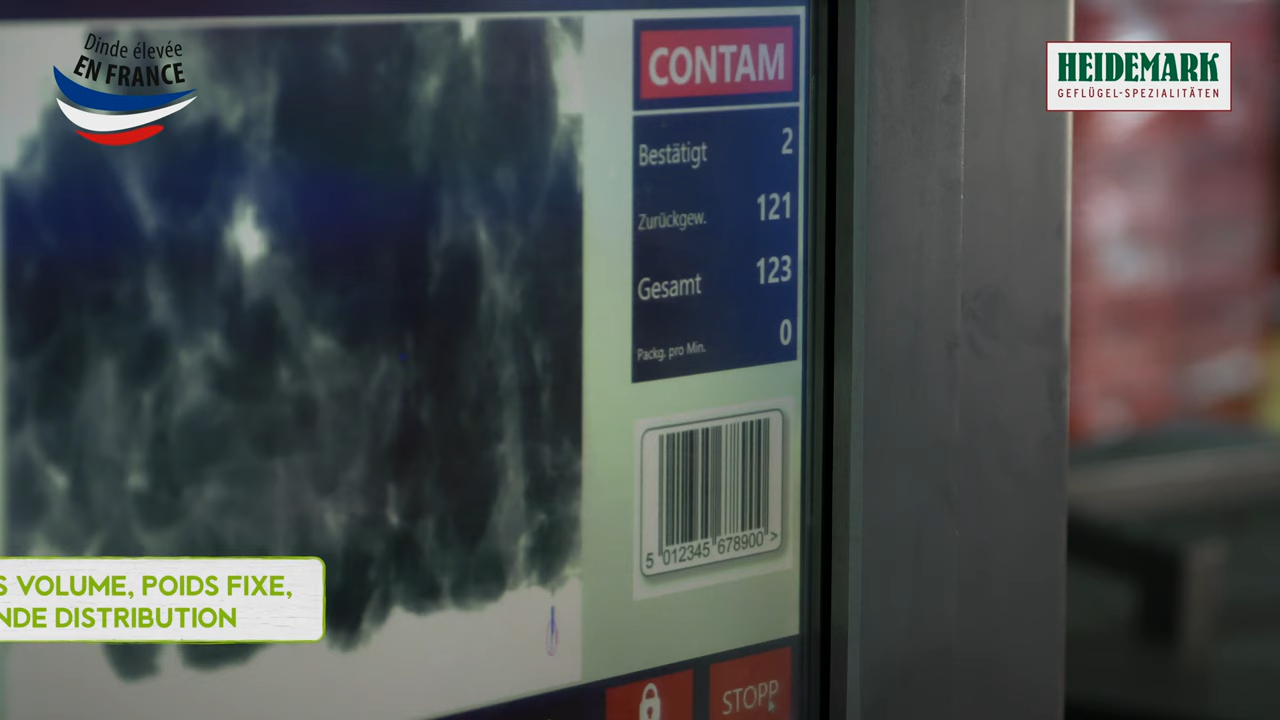 Dinde élevée
EN FRANCE
HEIDEMARK
GEFLÜGEL-SPEZIALITÄTEN
CONTAM
Bestätigt 2
Zurückgew. 121
Gesamt 123
Packg. pro Min. 0
5 012345 678900 >
VOLUME, POIDS FIXE,
DISTRIBUTION
STOPP